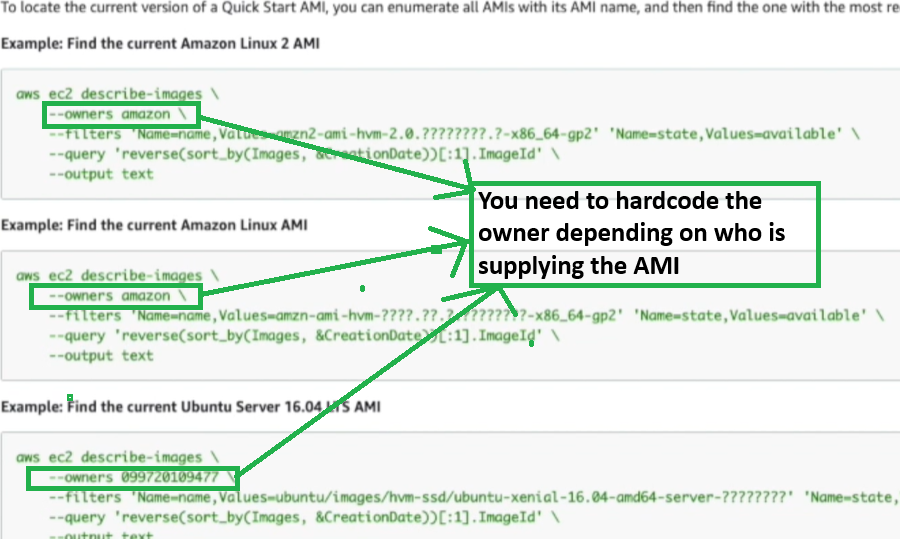 To locate the current version of a Quick Start AMI, you can enumerate all AMIs with its AMI name, and then find the one with the most re
Example: Find the current Amazon Linux 2 AMI
aws ec2 describe-images \
--owners amazon \
--filters 'Name=name,Values=amzn2-ami-hvm-2.0.????????.?-x86_64-gp2' 'Name=state,Values=available' \
--query 'reverse(sort_by(Images, &CreationDate))[:1].ImageId' \
--output text
You need to hardcode the
owner depending on who is
supplying the AMI
Example: Find the current Amazon Linux AMI
aws ec2 describe-images \
--owners amazon \
--filters 'Name=name,Values=amzn-ami-hvm-????.??.?.????????-x86_64-gp2' 'Name=state,Values=available' \
--query 'reverse(sort_by(Images, &CreationDate))[:1].ImageId' \
--output text
Example: Find the current Ubuntu Server 16.04 LTS AMI
aws ec2 describe-images \
--owners 099720109477 \
--filters 'Name=name,Values=ubuntu/images/hvm-ssd/ubuntu-xenial-16.04-amd64-server-????????' 'Name=state,
--query 'reverse(sort_by(Images, &CreationDate))[:1].ImageId' \
--output text